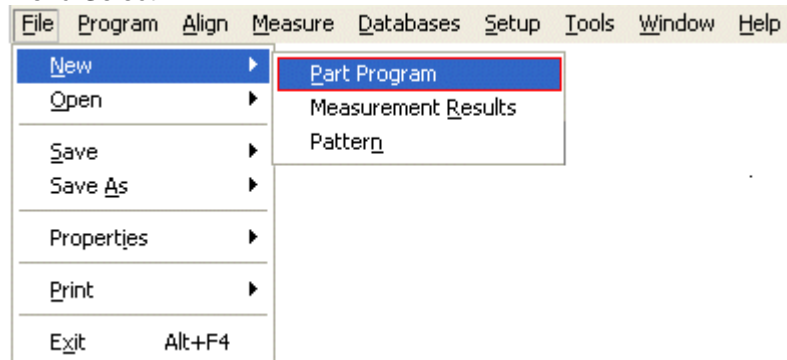 File Program Align Measure Databases Setup Tools Window Help
New
Part Program
Open
Measurement Results
Pattern
Save
Save As
Properties
Print
Exit Alt+F4